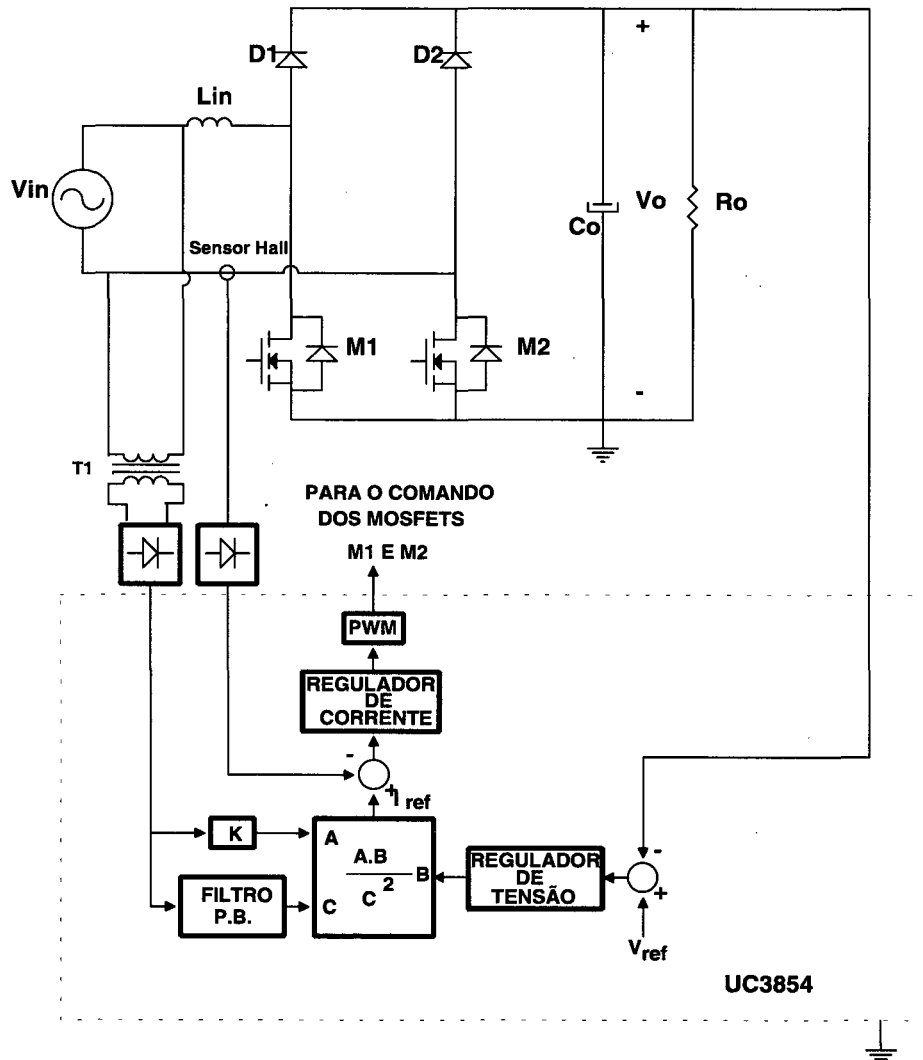 D1
D2
+
Lin
Vin
Sensor Hall
Co
Vo
Ro
M1
M2
-
T1
PARA O COMANDO
DOS MOSFETS
M1 E M2
PWM
REGULADOR
DE
CORRENTE
-
+
I ref
K
A
A.B
C 2
B
C
FILTRO
P.B.
REGULADOR
DE
TENSÃO
-
+
Vref
UC3854